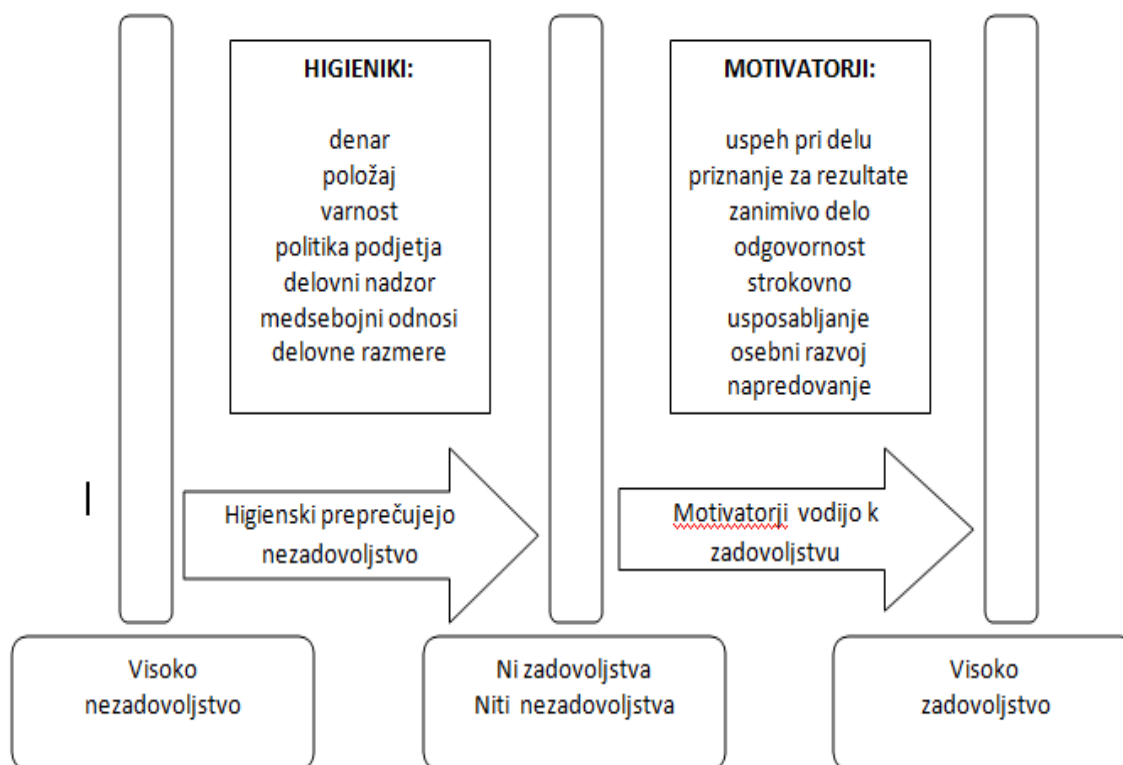 HIGIENIKI:
denar
položaj
varnost
politika podjetja
delovni nadzor
medsebojni odnosi
delovne razmere
MOTIVATORJI:
uspeh pri delu
priznanje za rezultate
zanimivo delo
odgovornost
strokovno
usposabljanje
osebni razvoj
napredovanje
Higienski preprečujejo
nezadovoljstvo
Motivatorji vodijo k
zadovoljstvu
Visoko
nezadovoljstvo
Ni zadovoljstva
Niti nezadovoljstva
Visoko
zadovoljstvo